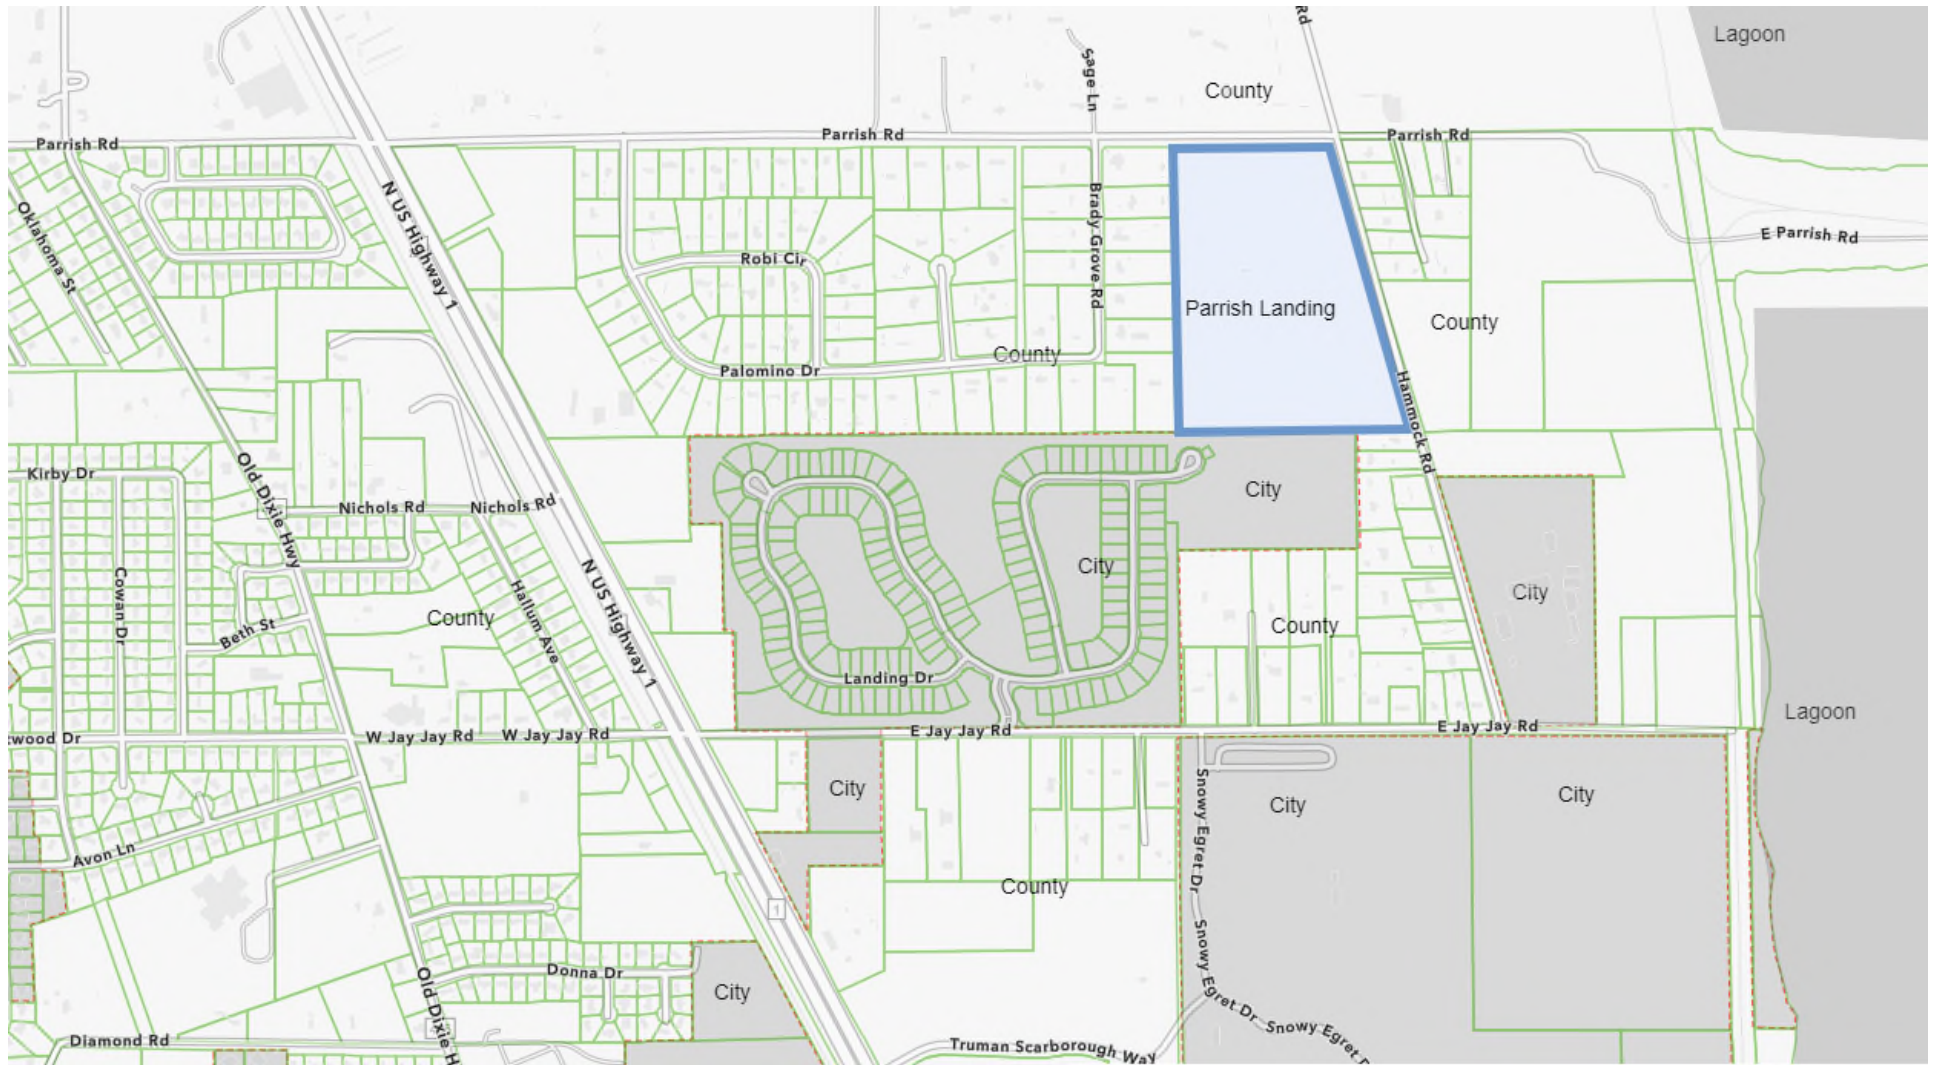 Rd
Lagoon
Sage Ln
County
Parrish Rd
Parrish Rd
Parrish Rd
N US Highway 1
Oklahoma St
Brady Grove Rd
E Parrish Rd
Robi Cir
Parrish Landing
County
County
Palomino Dr
Hammock Rd
Kirby Dr
Old Dixie Hwy
City
Nichols Rd
Nichols Rd
City
City
Cowan Dr
Hallum Ave
N US Highway 1
County
County
Beth St
Landing Dr
Lagoon
wood Dr
W Jay Jay Rd
W Jay Jay Rd
E Jay Jay Rd
E Jay Jay Rd
City
City
City
Snowy Egret Dr
Avon Ln
County
1
Snowy Egret Dr
Donna Dr
City
Old Dixie H
Snowy Egret
Diamond Rd
Truman Scarborough Way